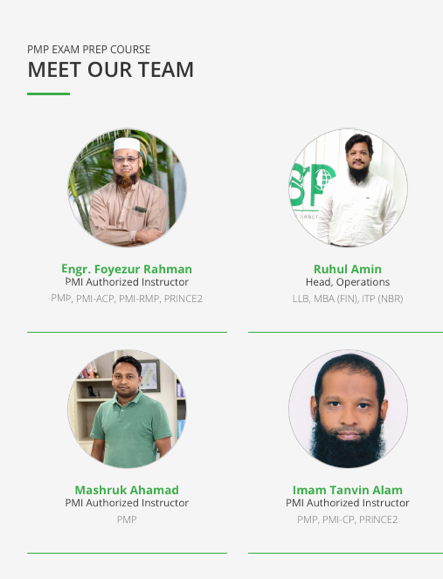 PMP EXAM PREP COURSE
MEET OUR TEAM
Engr. Foyezur Rahman
PMI Authorized Instructor
PMP, PMI-ACP, PMI-RMP, PRINCE2
Ruhul Amin
Head, Operations
LLB, MBA (FIN), ITP (NBR)
Mashruk Ahamad
PMI Authorized Instructor
PMP
Imam Tanvin Alam
PMI Authorized Instructor
PMP, PMI-CP, PRINCE2